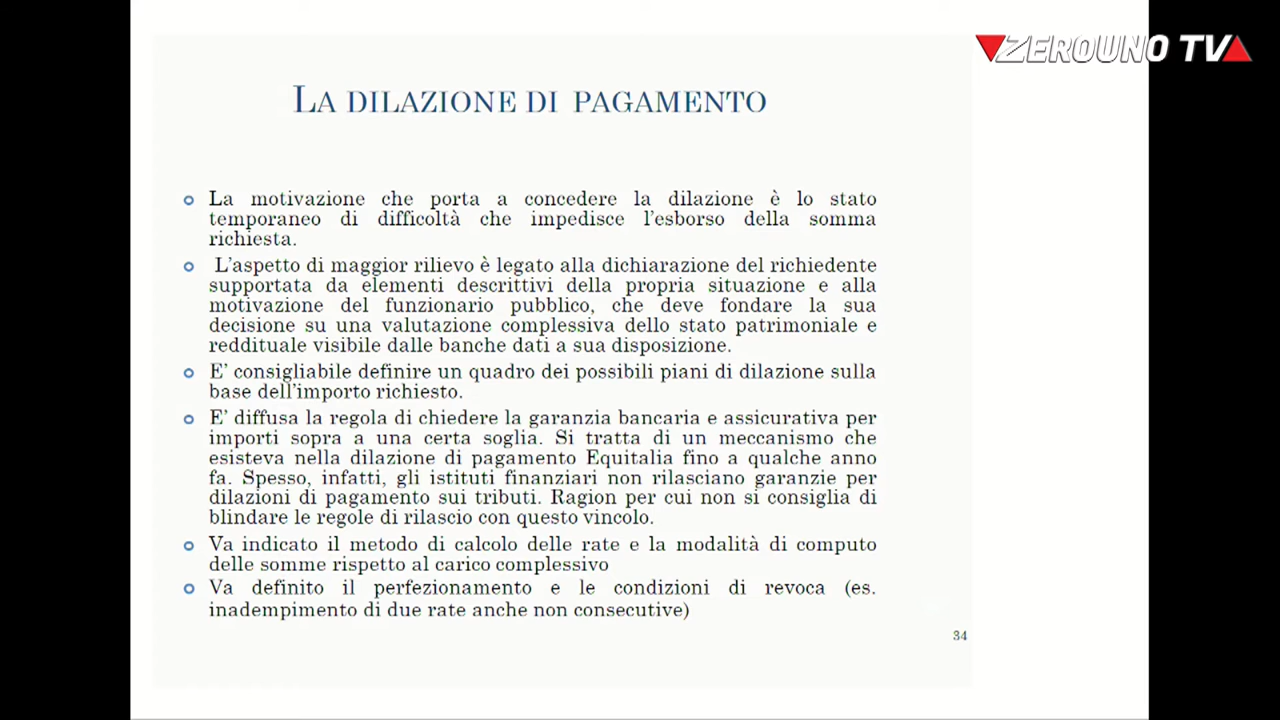 ZEROUNO TV
LA DILAZIONE DI PAGAMENTO
La motivazione che porta a concedere la dilazione è lo stato
temporaneo di difficoltà che impedisce l'esborso della somma
richiesta.
L'aspetto di maggior rilievo è legato alla dichiarazione del richiedente
supportata da elementi descrittivi della propria situazione e alla
motivazione del funzionario pubblico, che deve fondare la sua
decisione su una valutazione complessiva dello stato patrimoniale e
reddituale visibile dalle banche dati a sua disposizione.
E' consigliabile definire un quadro dei possibili piani di dilazione sulla
base dell'importo richiesto.
E' diffusa la regola di chiedere la garanzia bancaria e assicurativa per
importi sopra a una certa soglia. Si tratta di un meccanismo che
esisteva nella dilazione di pagamento Equitalia fino a qualche anno
fa. Spesso, infatti, gli istituti finanziari non rilasciano garanzie per
dilazioni di pagamento sui tributi. Ragion per cui non si consiglia di
blindare le regole di rilascio con questo vincolo.
Va indicato il metodo di calcolo delle rate e la modalità di computo
delle somme rispetto al carico complessivo
Va definito il perfezionamento e le condizioni di revoca (es.
inadempimento di due rate anche non consecutive)
34